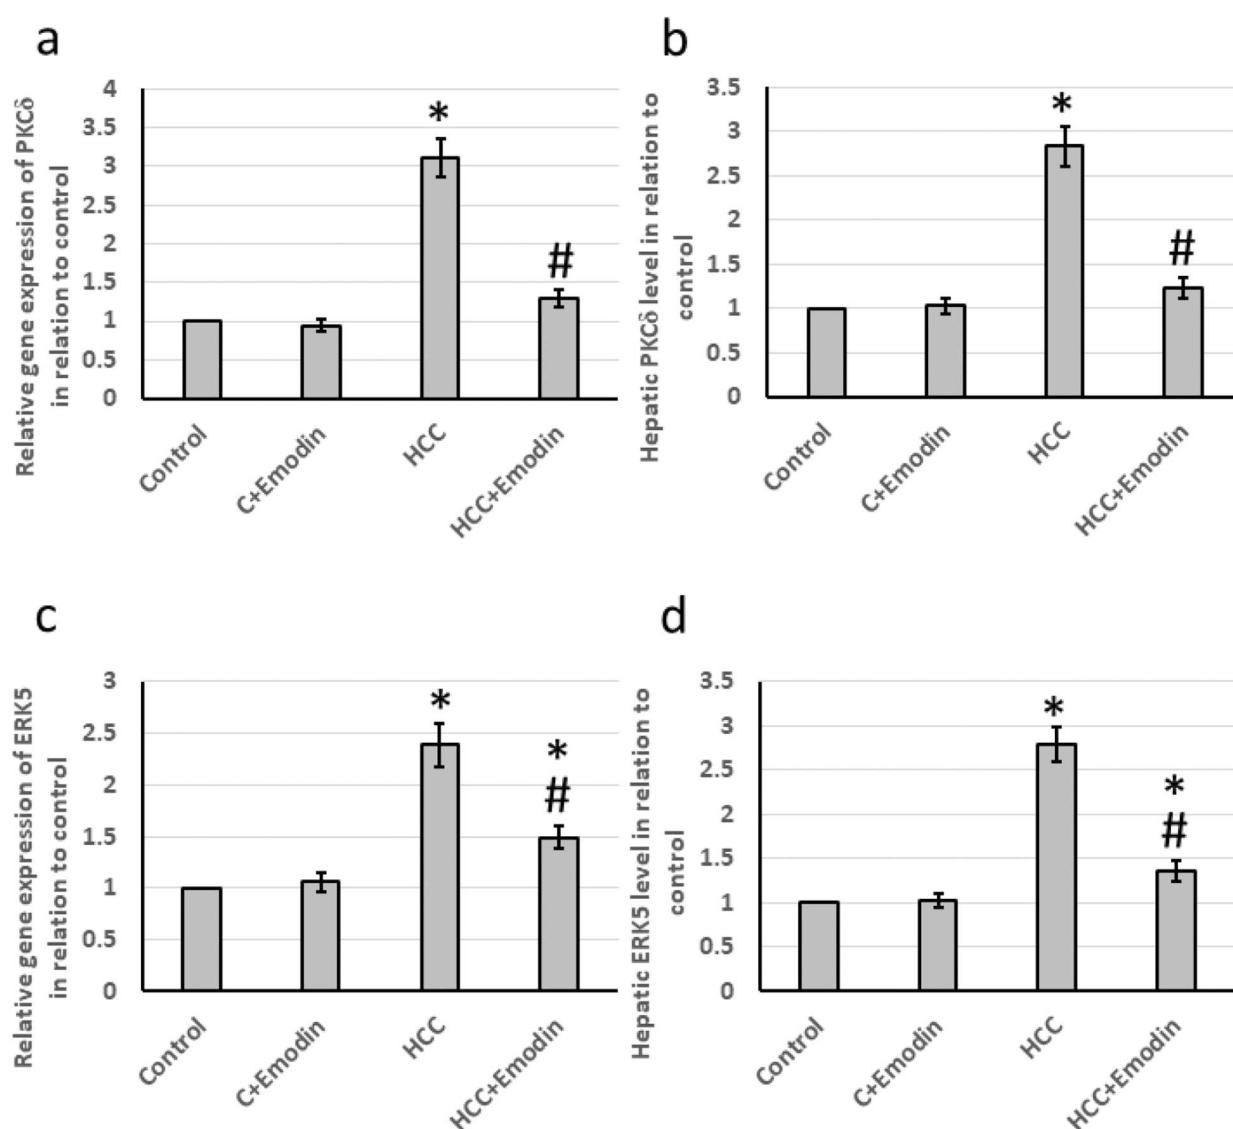 a
Relative gene expression of PKCδ
in relation to control
4
3.5
3
2.5
2
1.5
1
0.5
0
*
#
Control
C+Emodin
HCC
HCC+Emodin
b
Hepatic PKCδ level in relation to
control
3.5
3
2.5
2
1.5
1
0.5
0
*
#
Control
C+Emodin
HCC
HCC+Emodin
c
Relative gene expression of ERK5
in relation to control
3
2.5
2
1.5
1
0.5
0
*
*
#
Control
C+Emodin
HCC
HCC+Emodin
d
Hepatic ERK5 level in relation to
control
3.5
3
2.5
2
1.5
1
0.5
0
*
*
#
Control
C+Emodin
HCC
HCC+Emodin